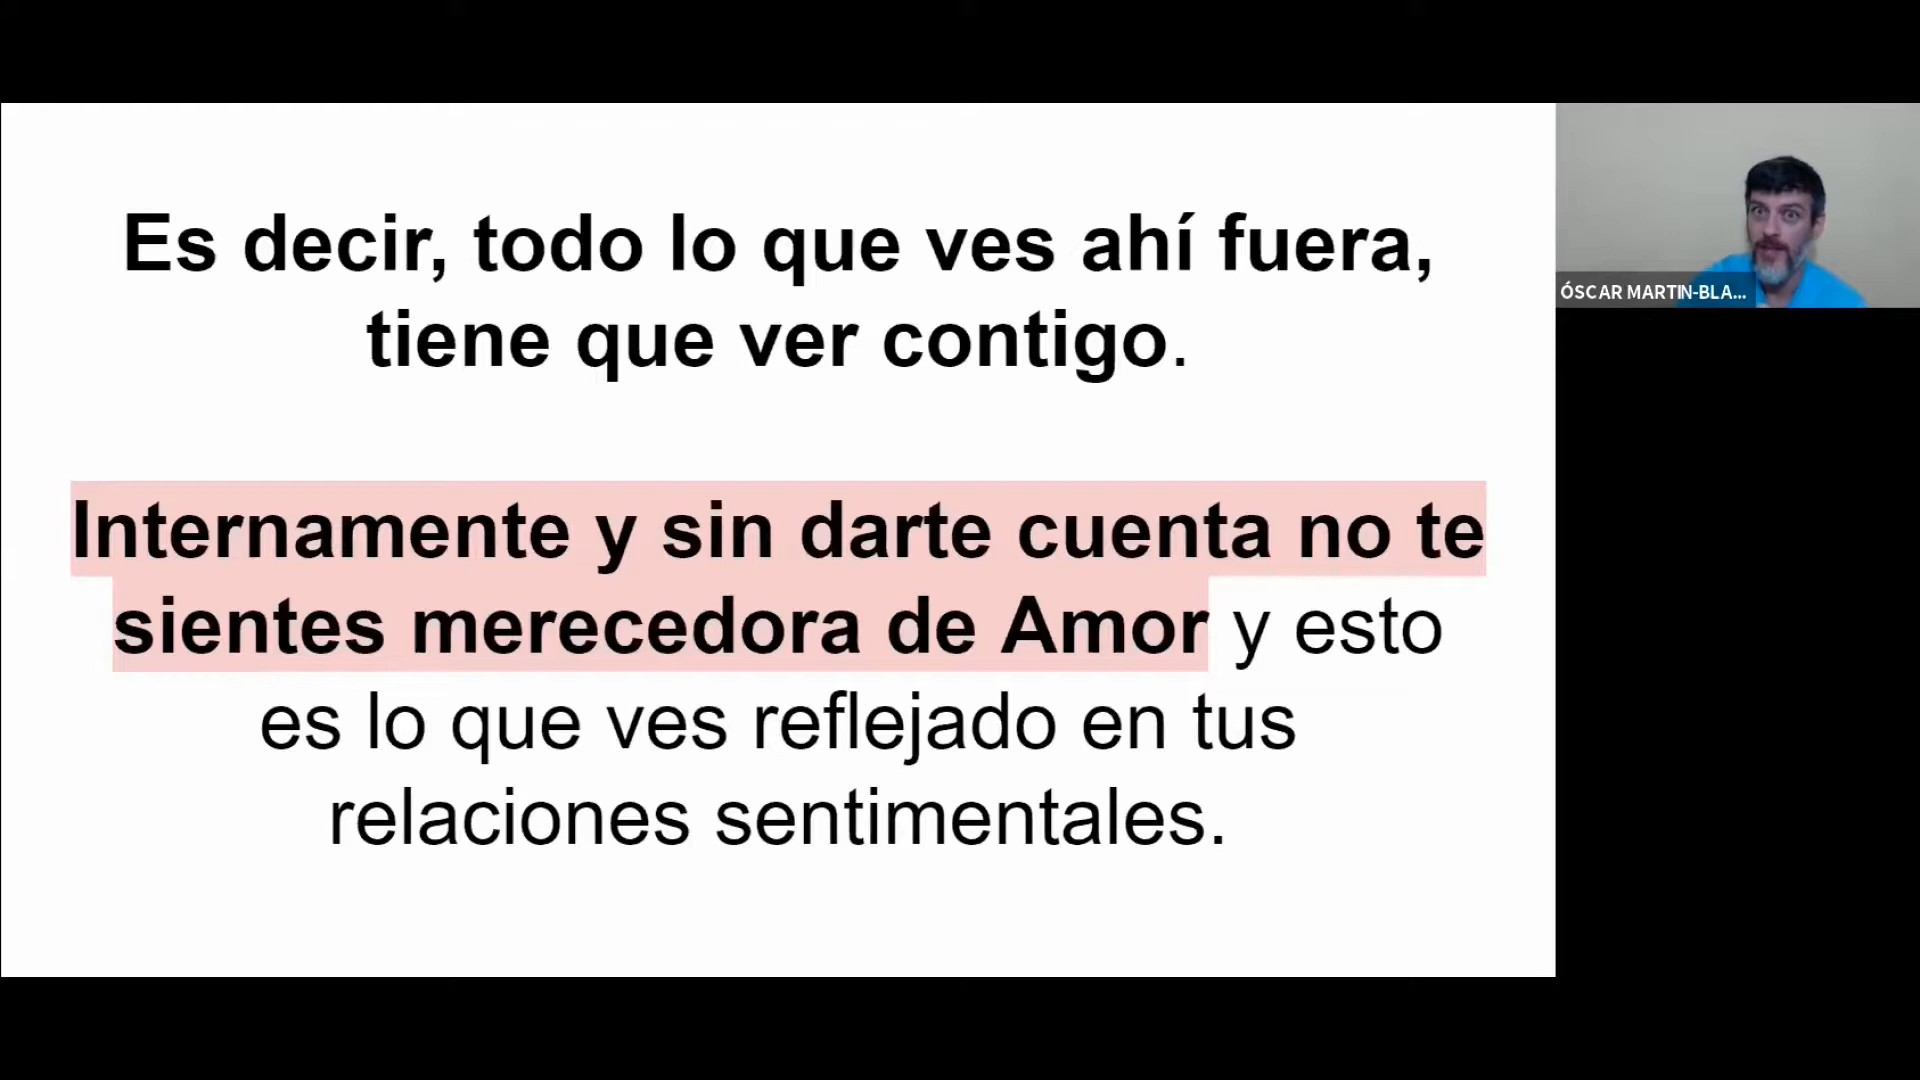 Es decir, todo lo que ves ahí fuera,
tiene que ver contigo.
Internamente y sin darte cuenta no te
sientes merecedora de Amor y esto
es lo que ves reflejado en tus
relaciones sentimentales.
ÓSCAR MARTIN-BLA...